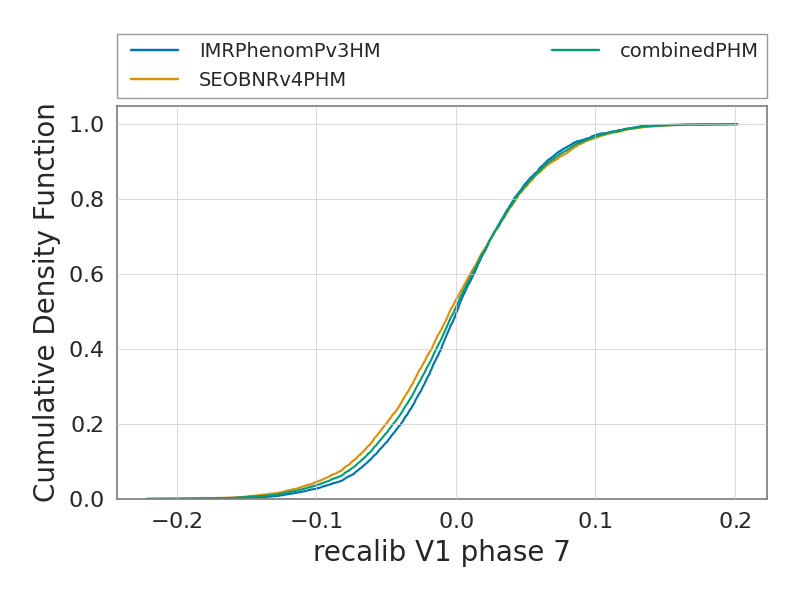 IMRPhenomPv3HM
SEOBNRv4PHM
combinedPHM
Cumulative Density Function
1.0
0.8
0.6
0.4
0.2
0.0
−0.2 −0.1 0.0 0.1 0.2
recalib V1 phase 7